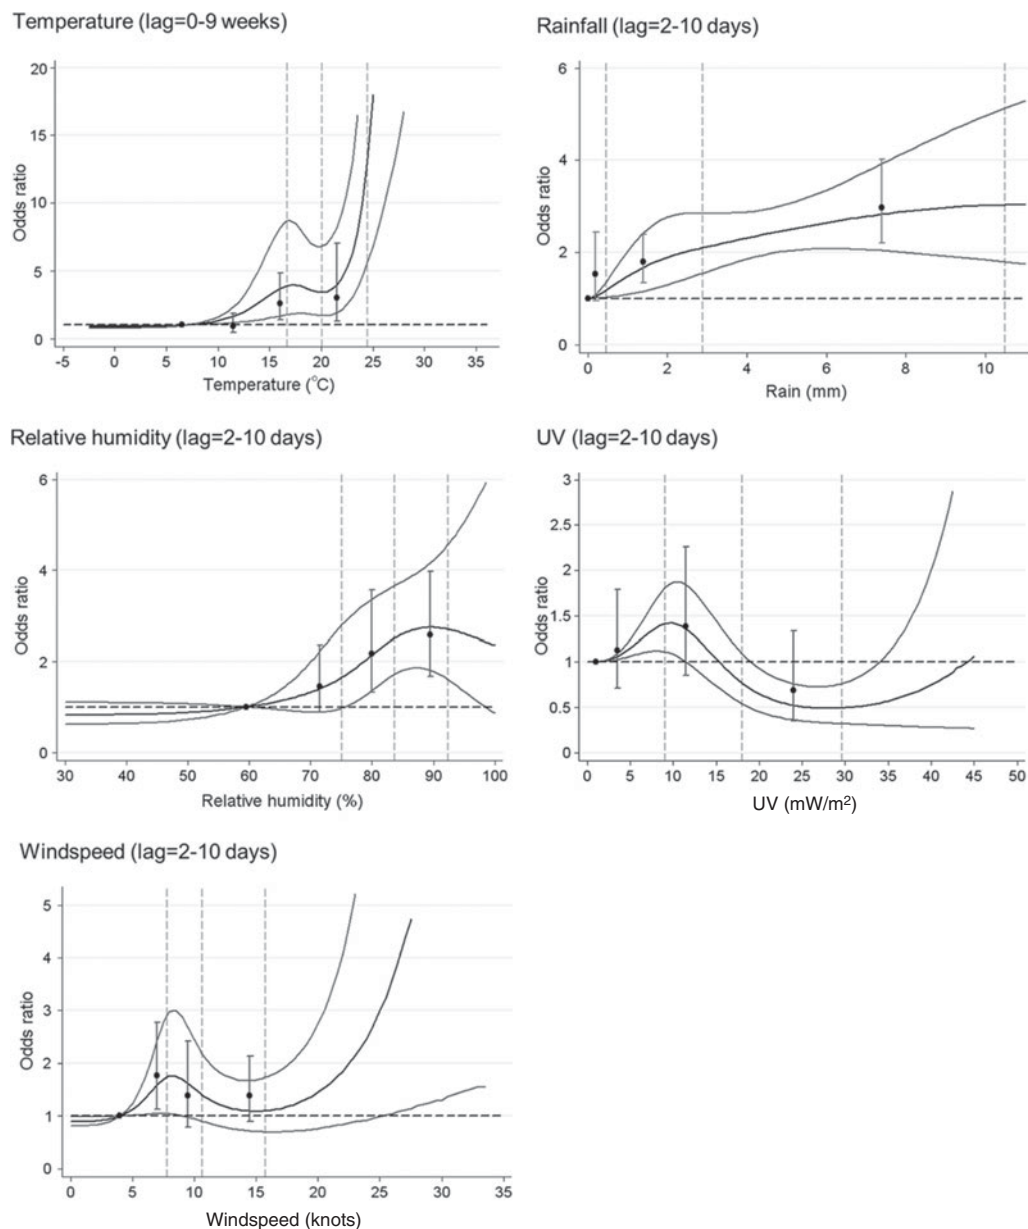 Temperature (lag=0-9 weeks)
20
15
10
5
0
Odds ratio
-5 0 5 10 15 20 25 30 35
Temperature (°C)
Rainfall (lag=2-10 days)
6
4
2
0
Odds ratio
0 2 4 6 8 10
Rain (mm)
Relative humidity (lag=2-10 days)
6
4
2
0
Odds ratio
30 40 50 60 70 80 90 100
Relative humidity (%)
UV (lag=2-10 days)
3
2.5
2
1.5
1
0.5
0
Odds ratio
0 5 10 15 20 25 30 35 40 45 50
UV (mW/m²)
Windspeed (lag=2-10 days)
5
4
3
2
1
0
Odds ratio
0 5 10 15 20 25 30 35
Windspeed (knots)